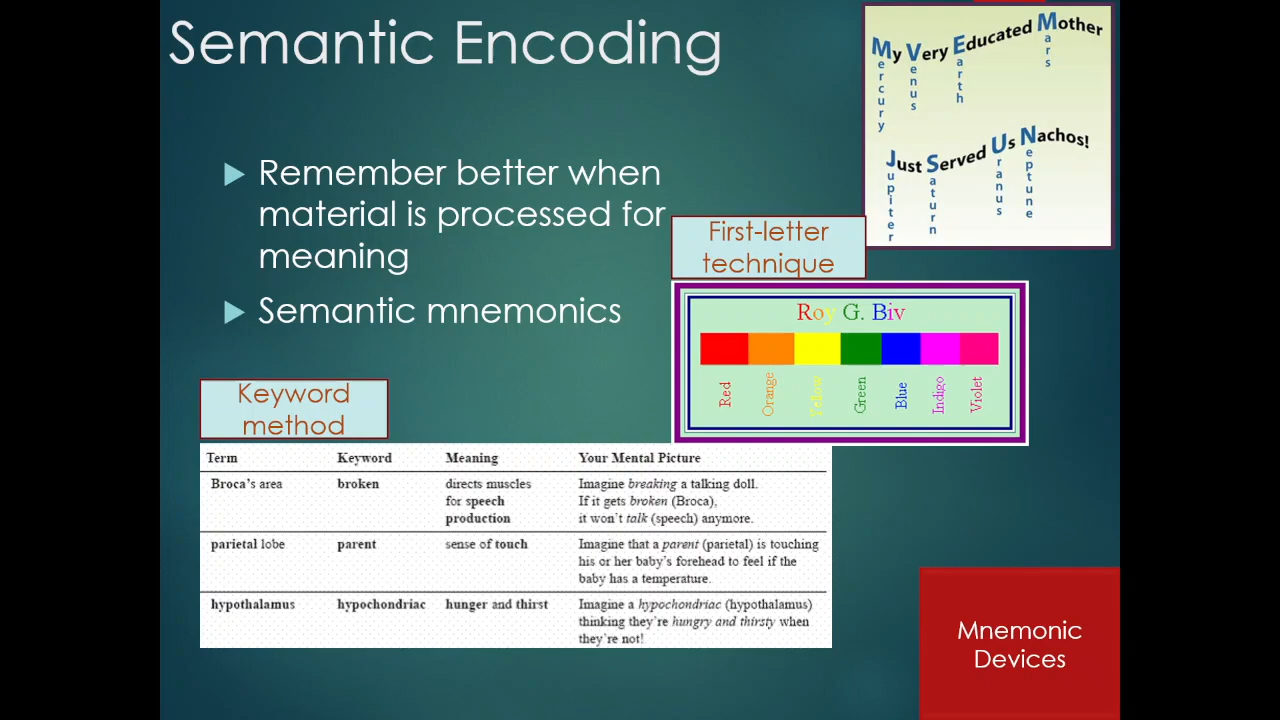 Semantic Encoding
My Very Educated Mother
Mercury
Venus
Earth
Mars
Just Served Us Nachos!
Jupiter
Saturn
Uranus
Neptune
Remember better when
material is processed for
meaning
Semantic mnemonics
First-letter
technique
Roy G. Biv
Red
Orange
Yellow
Green
Blue
Indigo
Violet
Keyword
method
Term Keyword Meaning Your Mental Picture
Broca's area broken directs muscles Imagine breaking a talking doll.
for speech If it gets broken (Broca),
production it won't talk (speech) anymore.
parietal lobe parent sense of touch Imagine that a parent (parietal) is touching
his or her baby's forehead to feel if the
baby has a temperature.
hypothalamus hypochondriac hunger and thirst Imagine a hypochondriac (hypothalamus)
thinking they're hungry and thirsty when
they're not!
Mnemonic
Devices